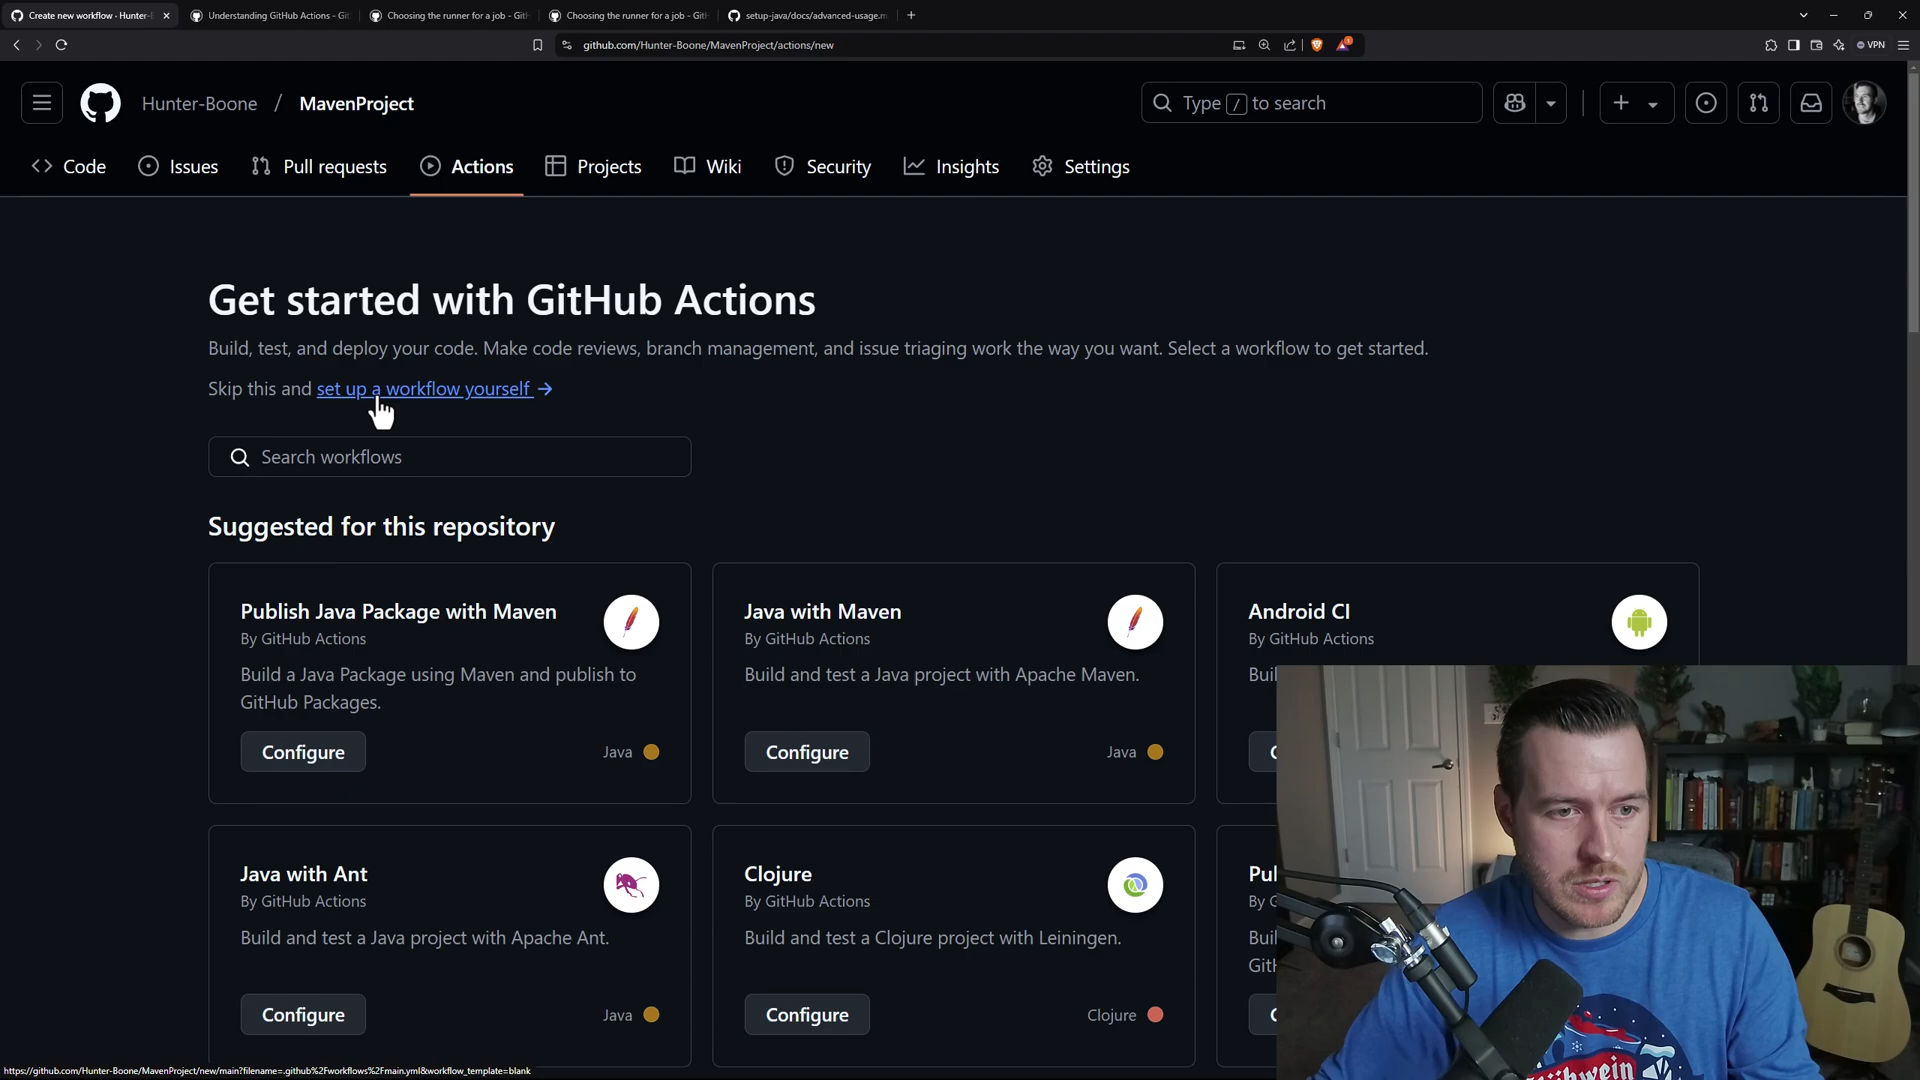 Create new workflow · Hunter-B
Understanding GitHub Actions - Git
Choosing the runner for a job - GitH
Choosing the runner for a job - GitH
setup-java/docs/advanced-usage.m
github.com/Hunter-Boone/MavenProject/actions/new
1
VPN
Hunter-Boone / MavenProject
Type / to search
Code
Issues
Pull requests
Actions
Projects
Wiki
Security
Insights
Settings
Get started with GitHub Actions
Build, test, and deploy your code. Make code reviews, branch management, and issue triaging work the way you want. Select a workflow to get started.
Skip this and set up a workflow yourself →
Search workflows
Suggested for this repository
Publish Java Package with Maven
By GitHub Actions
Build a Java Package using Maven and publish to
GitHub Packages.
Configure
Java
Java with Maven
By GitHub Actions
Build and test a Java project with Apache Maven.
Configure
Java
Android CI
By GitHub Actions
Buil
C
Java with Ant
By GitHub Actions
Build and test a Java project with Apache Ant.
Configure
Java
Clojure
By GitHub Actions
Build and test a Clojure project with Leiningen.
Configure
Clojure
Pul
By G
Buil
GitH
C
https://github.com/Hunter-Boone/MavenProject/new/main?filename=.github%2Fworkflows%2Fmain.yml&workflow_template=blank